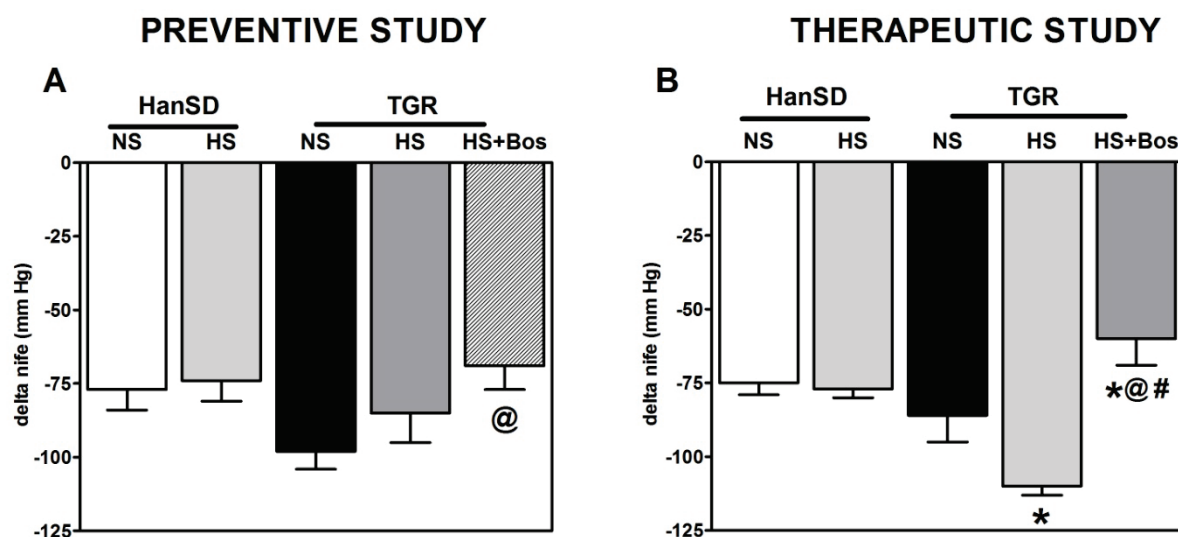 PREVENTIVE STUDY
A
HanSD
TGR
NS
HS
NS
HS
HS+Bos
0
-25
-50
-75
-100
-125
delta nife (mm Hg)
@
THERAPEUTIC STUDY
B
HanSD
TGR
NS
HS
NS
HS
HS+Bos
0
-25
-50
-75
-100
-125
delta nife (mm Hg)
*@#
*